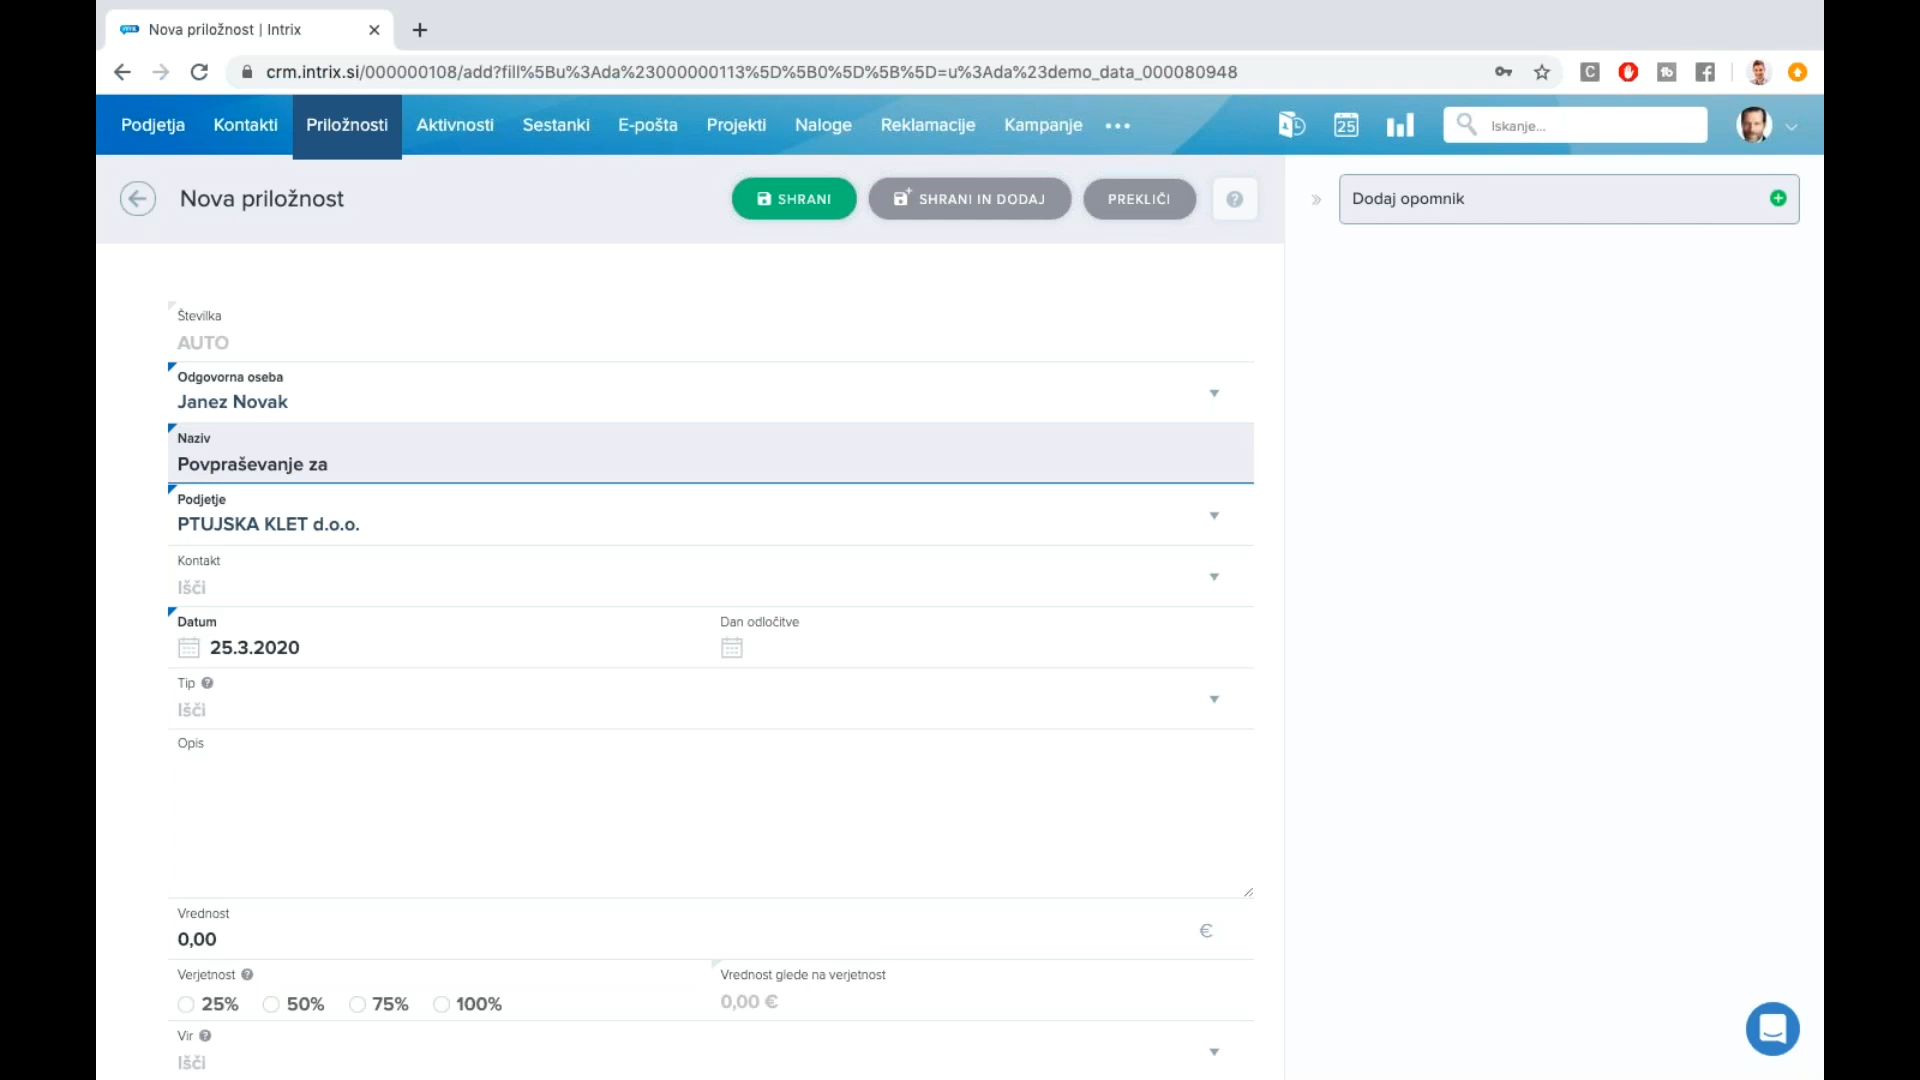 Nova priložnost | Intrix
crm.intrix.si/000000108/add?fill%5Bu%3Ada%23000000113%5D%5B0%5D%5B%5D=u%3Ada%23demo_data_000080948
Podjetja Kontakti Priložnosti Aktivnosti Sestanki E-pošta Projekti Naloge Reklamacije Kampanje 25 Iskanje...
Nova priložnost SHRANI SHRANI IN DODAJ PREKLIČI ? Dodaj opomnik
Številka
AUTO
Odgovorna oseba
Janez Novak
Naziv
Povpraševanje za
Podjetje
PTUJSKA KLET d.o.o.
Kontakt
Išči
Datum Dan odločitve
25.3.2020
Tip ?
Išči
Opis
Vrednost
0,00 €
Verjetnost ? Vrednost glede na verjetnost
25% 50% 75% 100% 0,00 €
Vir ?
Išči